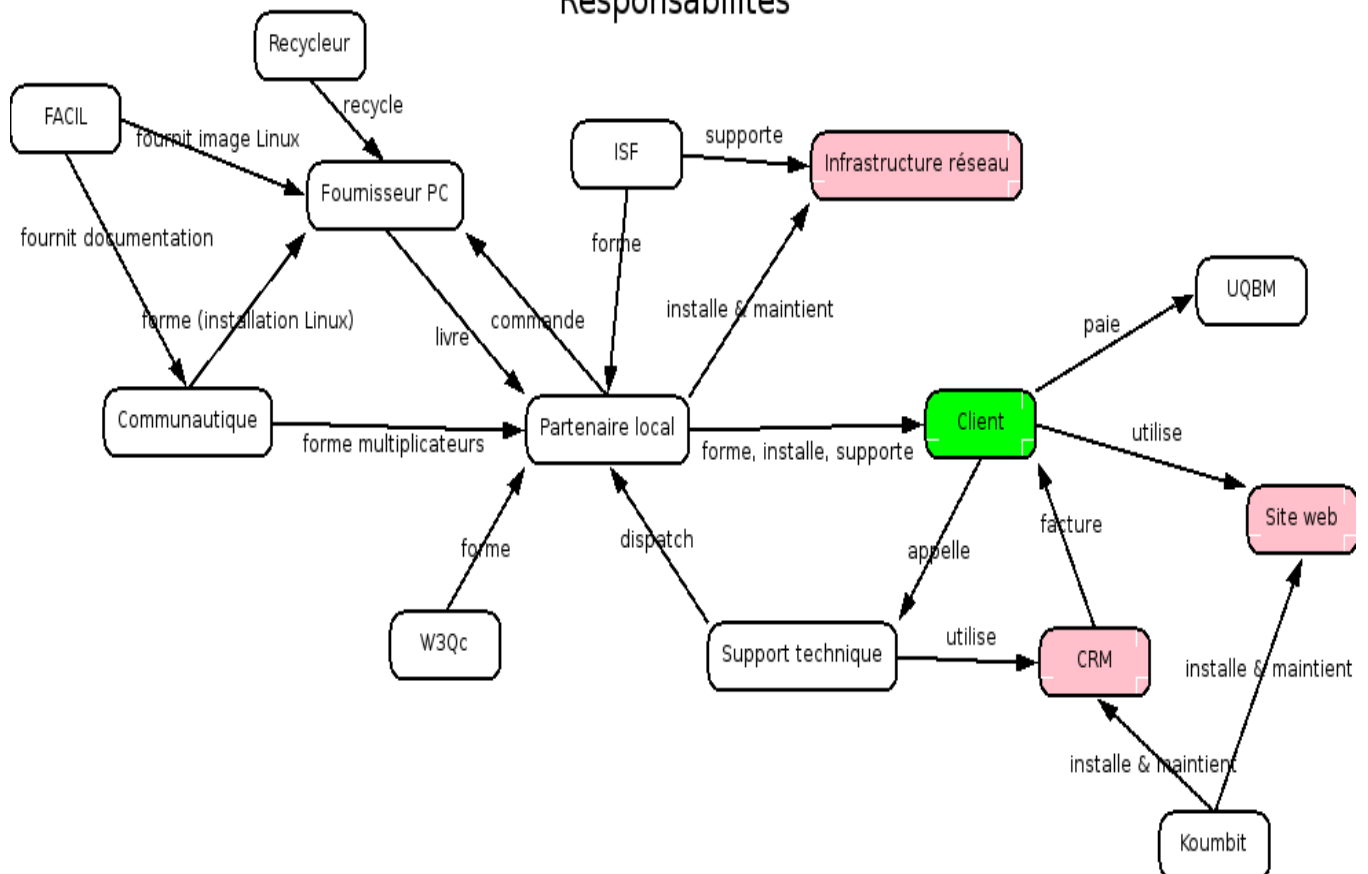 Responsabilités
Recycleur
FACIL
recycle
fournit image Linux
ISF
supporte
Infrastructure réseau
Fournisseur PC
fournit documentation
forme
UQBM
forme (installation Linux)
livre
commande
installe & maintient
paie
Communautique
forme multiplicateurs
Partenaire local
forme, installe, supporte
Client
utilise
Site web
forme
dispatch
appelle
facture
W3Qc
Support technique
utilise
CRM
installe & maintient
installe & maintient
Koumbit